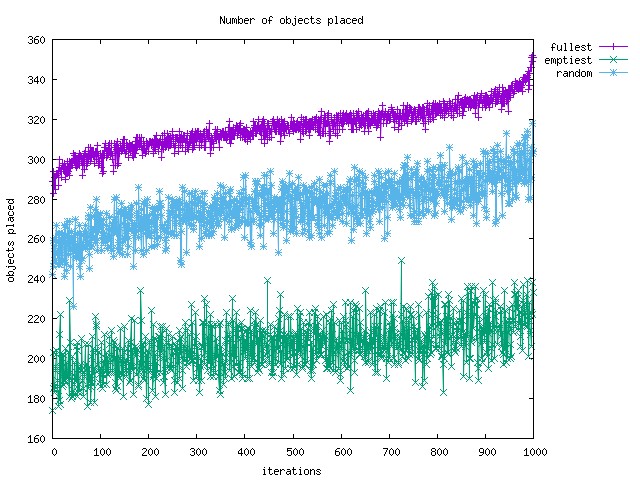 Number of objects placed
fullest
emptiest
random
360
340
320
300
280
260
240
220
200
180
160
objects placed
0 100 200 300 400 500 600 700 800 900 1000
iterations